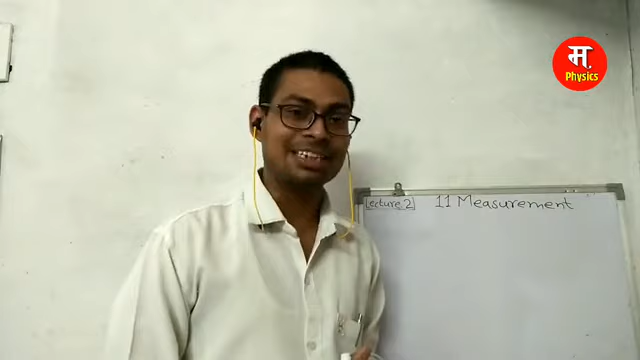 म.
Physics
Lecture 2 11 Measurement